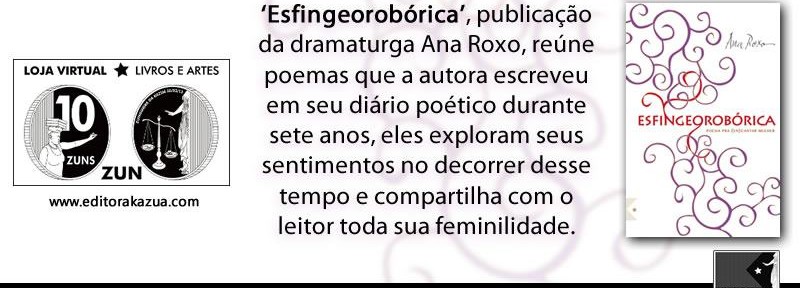 LOJA VIRTUAL ★ LIVROS E ARTES
10
ZUNS
ZUN
www.editorakazua.com
‘Esfingeorobórica’, publicação
da dramaturga Ana Roxo, reúne
poemas que a autora escreveu
em seu diário poético durante
sete anos, eles exploram seus
sentimentos no decorrer desse
tempo e compartilha com o
leitor toda sua feminilidade.
Ana Roxo
ESFINGEOROBÓRICA